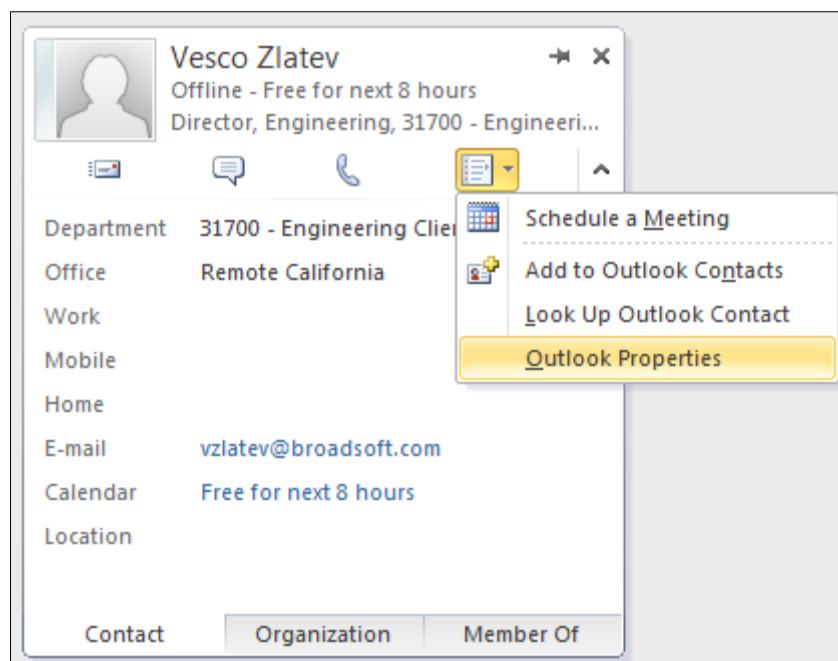 Vesco Zlatev
Offline - Free for next 8 hours
Director, Engineering, 31700 - Engineeri...
Schedule a Meeting
Add to Outlook Contacts
Look Up Outlook Contact
Outlook Properties
Department 31700 - Engineering Clie
Office Remote California
Work
Mobile
Home
E-mail vzlatev@broadsoft.com
Calendar Free for next 8 hours
Location
Contact Organization Member Of